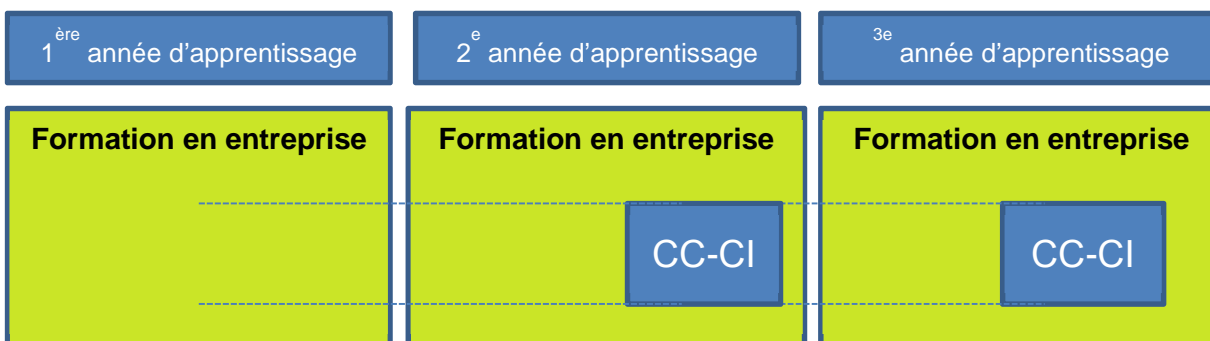 1ère année d’apprentissage
2e année d’apprentissage
3e année d’apprentissage
Formation en entreprise
Formation en entreprise
Formation en entreprise
CC-CI
CC-CI